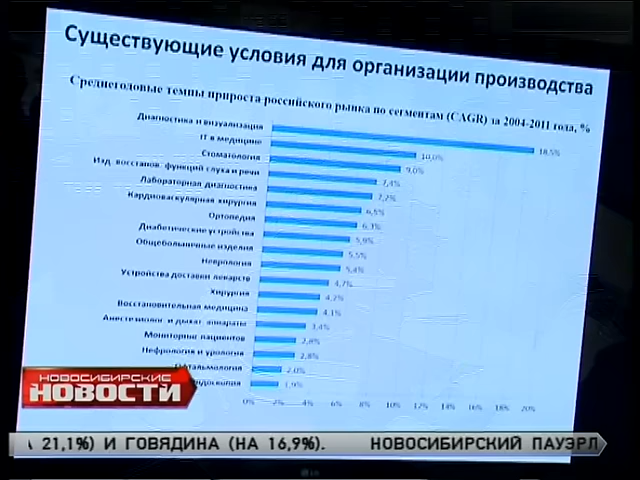 Существующие условия для организации производства
Среднегодовые темпы прироста российского рынка по сегментам (CAGR) за 2004-2011 года, %
Диагностика и визуализация 18,5%
IT в медицине 10,0%
Стоматология 9,0%
Изд. восстанов. функций слуха и речи 7,4%
Лабораторная диагностика 7,2%
Кардиоваскулярная хирургия 6,5%
Ортопедия 6,3%
Диабетические устройства 5,9%
Общебольничные изделия 5,5%
Неврология 5,4%
Устройства доставки лекарств 4,7%
Хирургия 4,2%
Восстановительная медицина 4,1%
Анестезиолог. и дыхат. аппараты 3,4%
Мониторинг пациентов 2,8%
Нефрология и урология 2,8%
Офтальмология 2,0%
Эндоскопия 1,9%
0% 2% 4% 6% 8% 10% 12% 14% 16% 18% 20%
НОВОСИБИРСКИЕ
НОВОСТИ
21,1%) И ГОВЯДИНА (НА 16,9%). НОВОСИБИРСКИЙ ПАУЭРЛ
LG